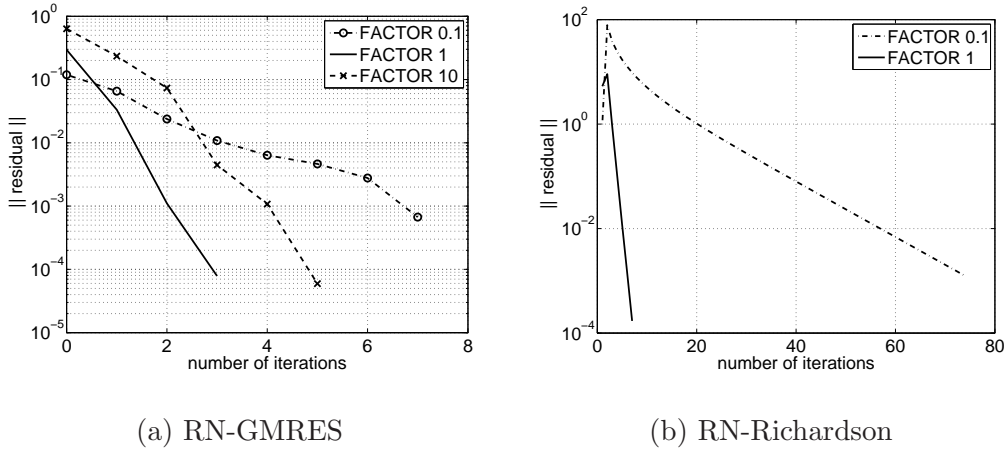 10^0
10^-1
10^-2
10^-3
10^-4
10^-5
|| residual ||
0 2 4 6 8
number of iterations
FACTOR 0.1
FACTOR 1
FACTOR 10
(a) RN-GMRES
10^2
10^0
10^-2
10^-4
|| residual ||
0 20 40 60 80
number of iterations
FACTOR 0.1
FACTOR 1
(b) RN-Richardson